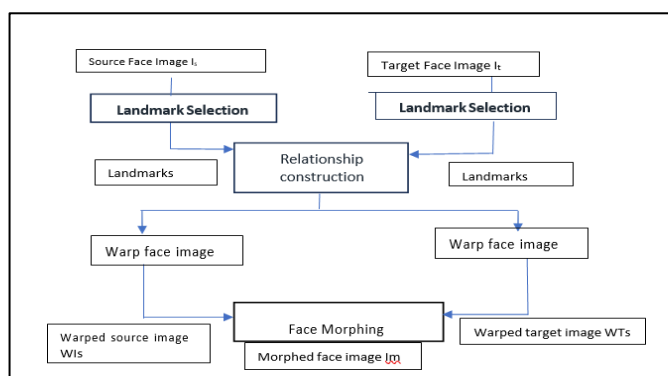 Source Face Image Iₛ
Target Face Image Iₜ
Landmark Selection
Landmark Selection
Relationship
construction
Landmarks
Landmarks
Warp face image
Warp face image
Face Morphing
Warped source image
WIs
Warped target image WTs
Morphed face image Im